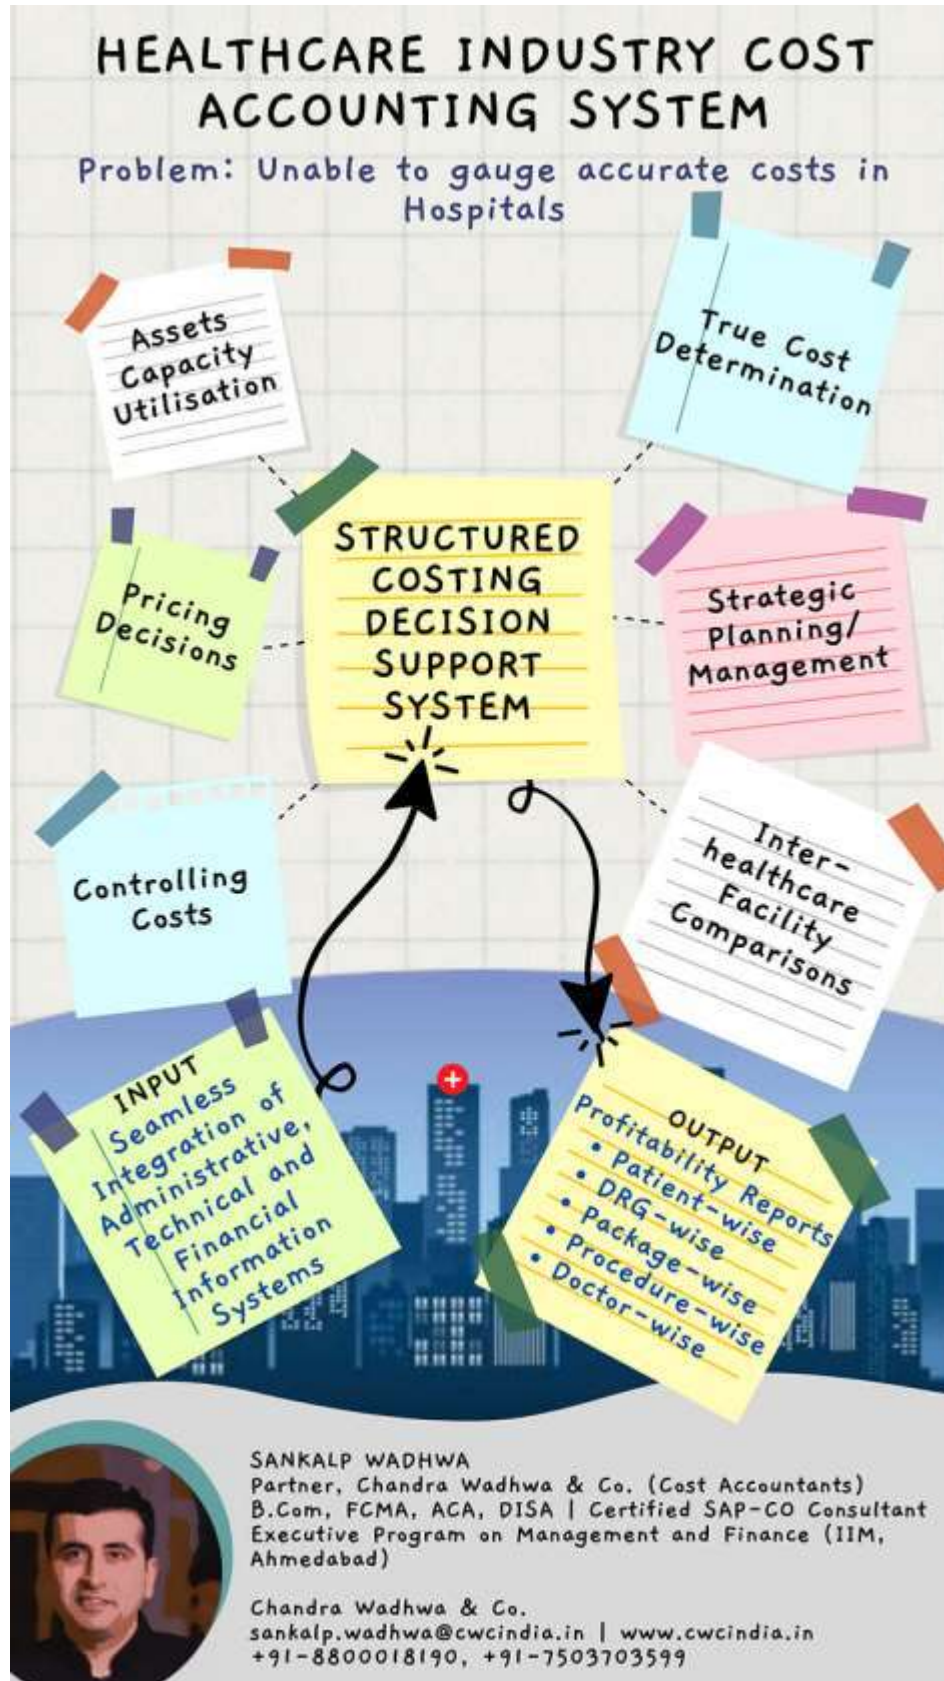 HEALTHCARE INDUSTRY COST
ACCOUNTING SYSTEM
Problem: Unable to gauge accurate costs in
Hospitals
Assets
Capacity
Utilisation
True Cost
Determination
Pricing
Decisions
STRUCTURED
COSTING
DECISION
SUPPORT
SYSTEM
Strategic
Planning/
Management
Controlling
Costs
Inter-
healthcare
Facility
Comparisons
INPUT
Seamless
Integration of
Administrative,
Technical and
Financial
Information
Systems
OUTPUT
Profitability Reports
• Patient-wise
• DRG-wise
• Package-wise
• Procedure-wise
• Doctor-wise
SANKALP WADHWA
Partner, Chandra Wadhwa & Co. (Cost Accountants)
B.Com, FCMA, ACA, DISA | Certified SAP-CO Consultant
Executive Program on Management and Finance (IIM,
Ahmedabad)
Chandra Wadhwa & Co.
sankalp.wadhwa@cwcindia.in | www.cwcindia.in
+91-8800018190, +91-7503703599